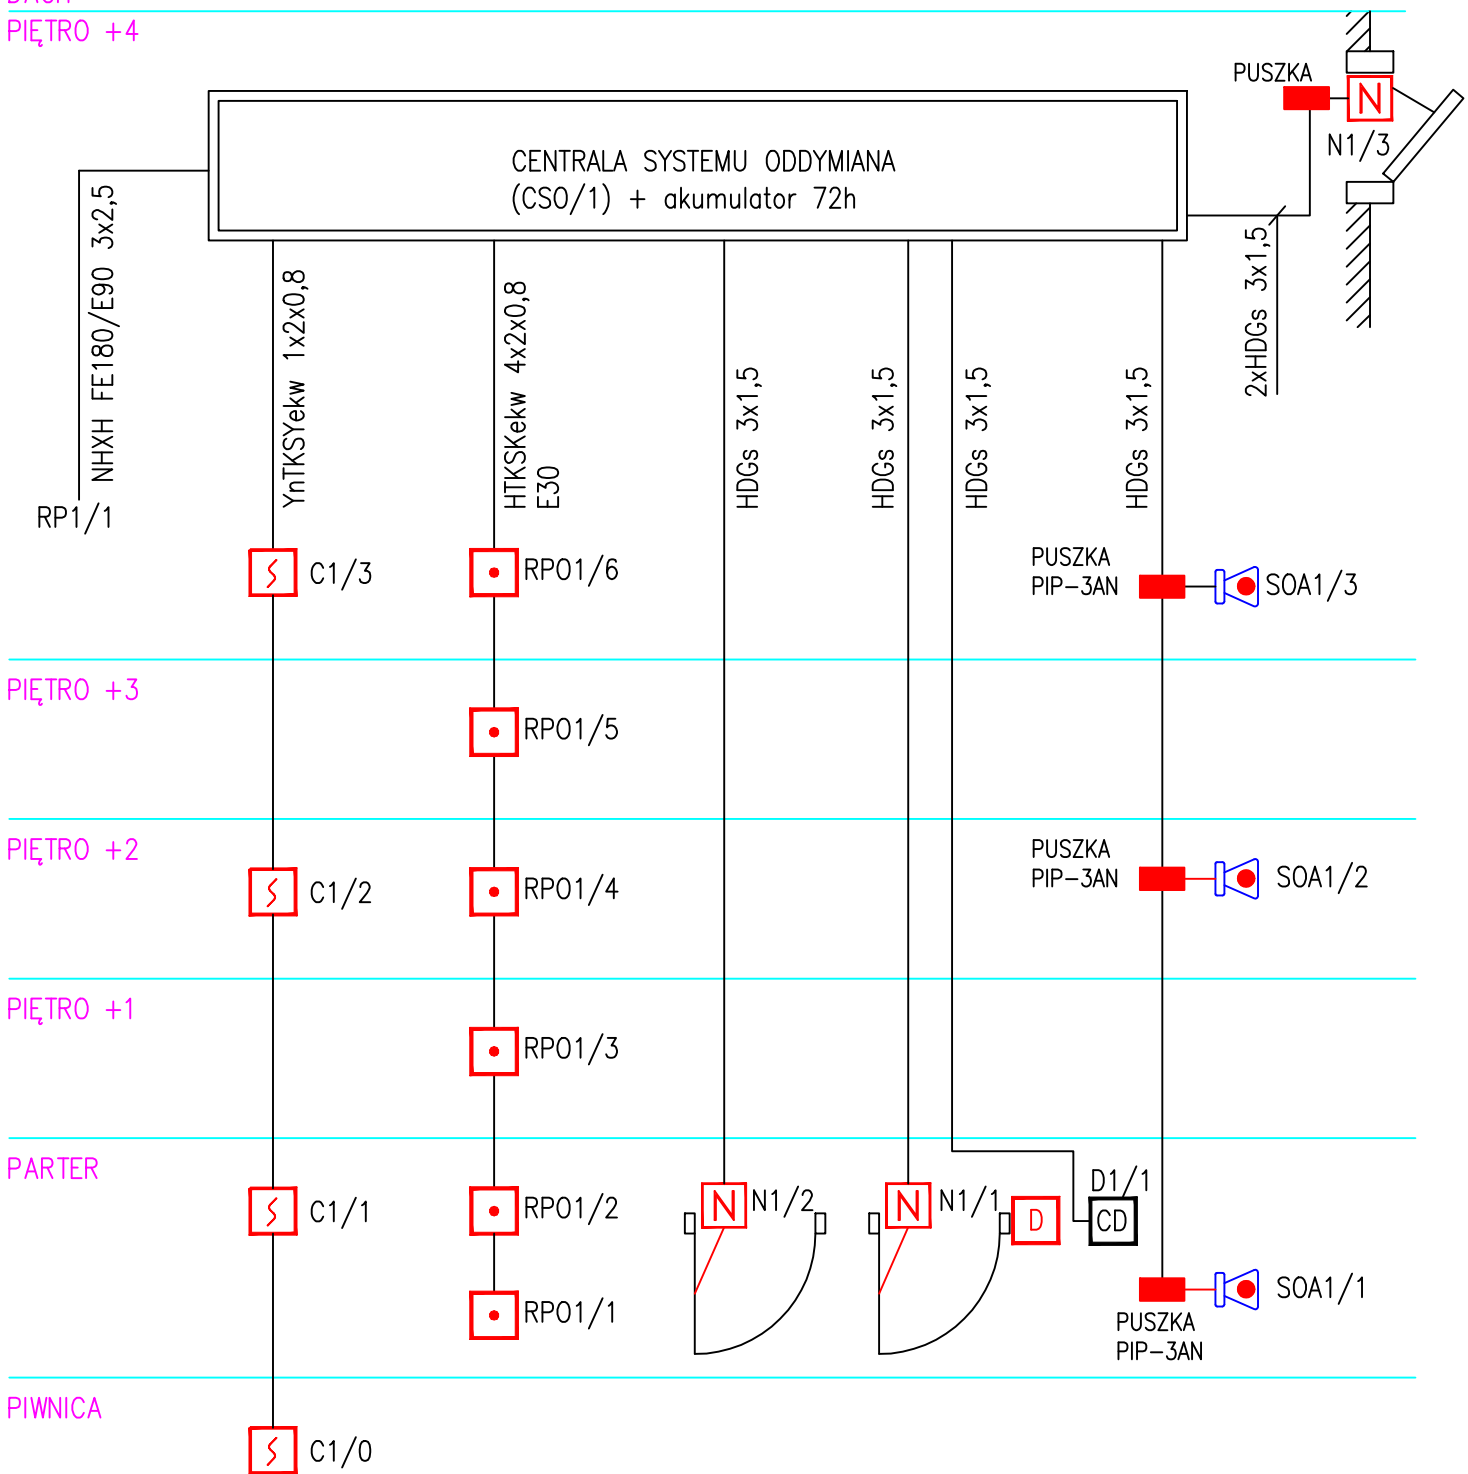 PIĘTRO +4
PUSZKA
N
N1/3
CENTRALA SYSTEMU ODDYMIANA
(CSO/1) + akumulator 72h
NHXH FE180/E90 3x2,5
RP1/1
YnTKSYekw 1x2x0,8
HTKSKekw 4x2x0,8
E30
HDGs 3x1,5
HDGs 3x1,5
HDGs 3x1,5
HDGs 3x1,5
2xHDGs 3x1,5
C1/3
RPO1/6
PUSZKA
PIP-3AN
SOA1/3
PIĘTRO +3
RPO1/5
PIĘTRO +2
C1/2
RPO1/4
PUSZKA
PIP-3AN
SOA1/2
PIĘTRO +1
RPO1/3
PARTER
C1/1
RPO1/2
N
N1/2
N
N1/1
D
D1/1
CD
RPO1/1
SOA1/1
PUSZKA
PIP-3AN
PIWNICA
C1/0